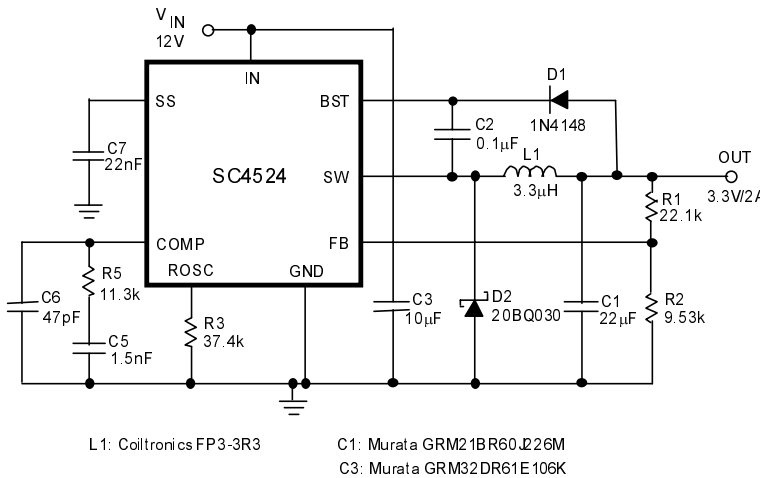 V IN
12V
IN
SS
BST
D1
1N4148
C2
0.1µF
C7
22nF
SC4524
SW
L1
3.3µH
OUT
3.3V/2A
R1
22.1k
COMP
FB
ROSC
GND
C6
47pF
R5
11.3k
C5
1.5nF
R3
37.4k
C3
10µF
D2
20BQ030
C1
22µF
R2
9.53k
L1: Coiltronics FP3-3R3
C1: Murata GRM21BR60J226M
C3: Murata GRM32DR61E106K